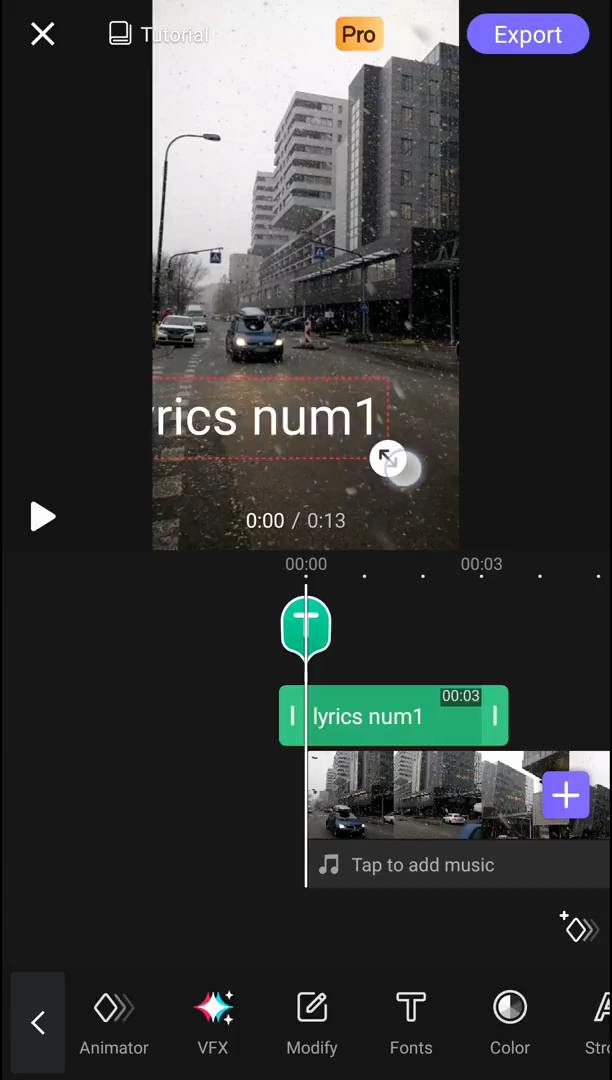 Tutorial
Pro
Export
yrics num1
0:00 / 0:13
00:00
00:03
T
00:03
lyrics num1
Tap to add music
Animator
VFX
Modify
Fonts
Color
Stro